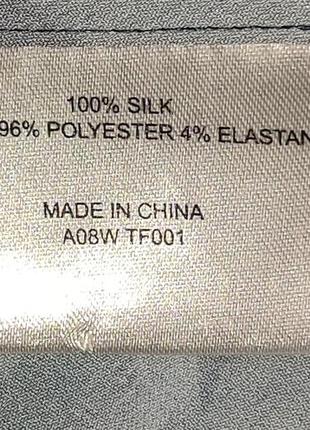 100% SILK
96% POLYESTER 4% ELASTAN
MADE IN CHINA
A08W TF001